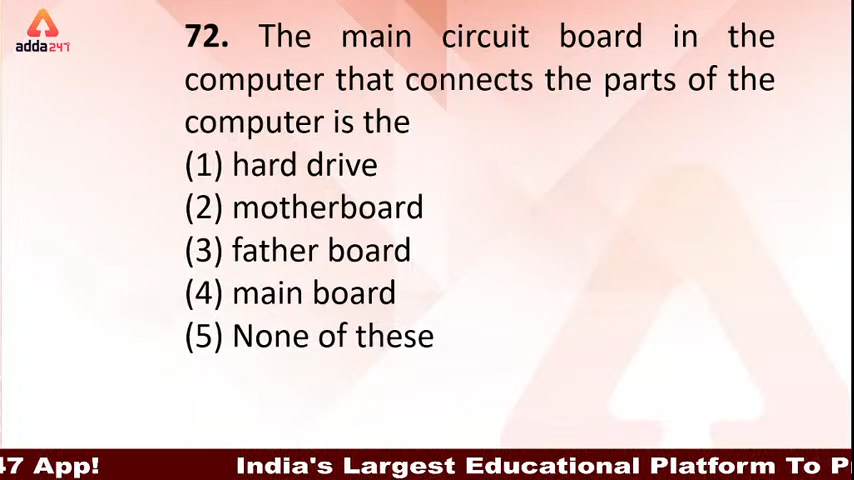 adda247
72. The main circuit board in the
computer that connects the parts of the
computer is the
(1) hard drive
(2) motherboard
(3) father board
(4) main board
(5) None of these
47 App!
India's Largest Educational Platform To P